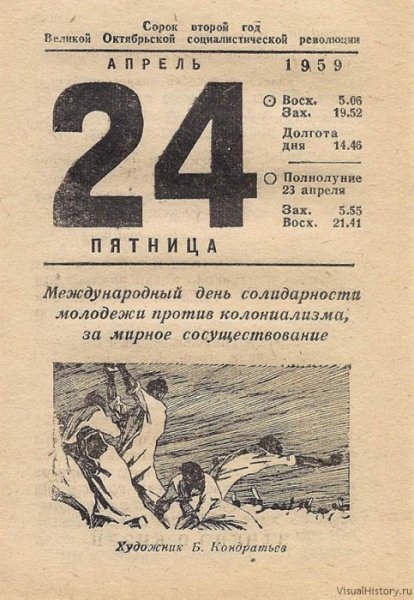 Сорок второй год
Великой Октябрьской социалистической революции
АПРЕЛЬ 1959
24
Восх. 5.06
Зах. 19.52
Долгота
дня 14.46
Полнолуние
23 апреля
Зах. 5.55
Восх. 21.41
ПЯТНИЦА
Международный день солидарности
молодежи против колониализма,
за мирное сосуществование
Художник Б. Кондратьев
VisualHistory.ru